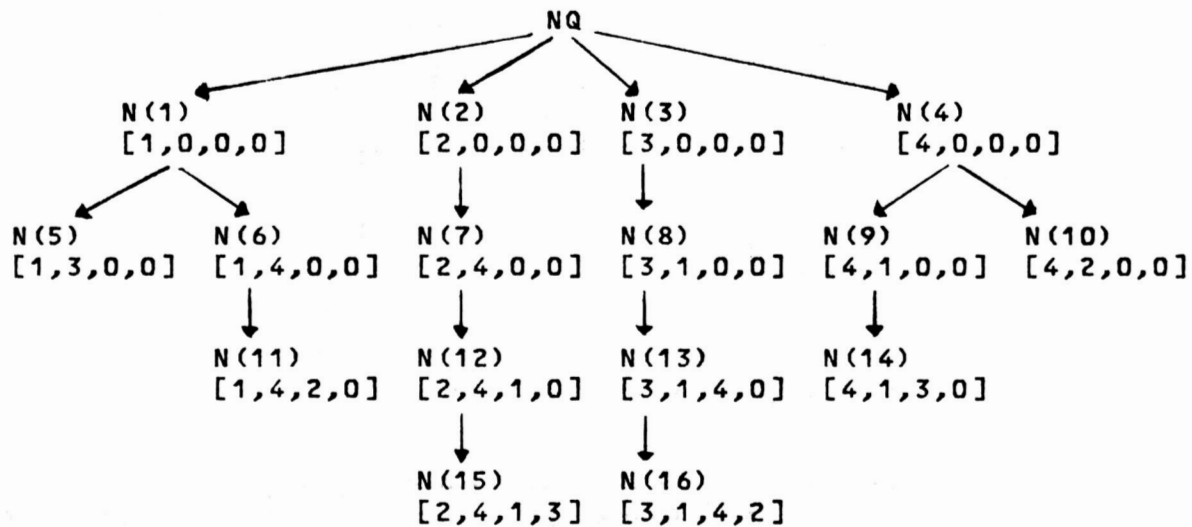 NQ
N(1) N(2) N(3) N(4)
[1,0,0,0] [2,0,0,0] [3,0,0,0] [4,0,0,0]
N(5) N(6) N(7) N(8) N(9) N(10)
[1,3,0,0] [1,4,0,0] [2,4,0,0] [3,1,0,0] [4,1,0,0] [4,2,0,0]
N(11) N(12) N(13) N(14)
[1,4,2,0] [2,4,1,0] [3,1,4,0] [4,1,3,0]
N(15) N(16)
[2,4,1,3] [3,1,4,2]